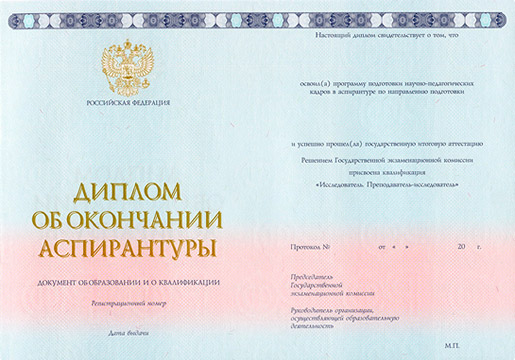 РОССИЙСКАЯ ФЕДЕРАЦИЯ
ДИПЛОМ
ОБ ОКОНЧАНИИ
АСПИРАНТУРЫ
ДОКУМЕНТ ОБ ОБРАЗОВАНИИ И О КВАЛИФИКАЦИИ
Регистрационный номер
Дата выдачи
Настоящий диплом свидетельствует о том, что
освоил(а) программу подготовки научно-педагогических
кадров в аспирантуре по направлению подготовки
и успешно прошел(ла) государственную итоговую аттестацию
Решением Государственной экзаменационной комиссии
присвоена квалификация
«Исследователь. Преподаватель-исследователь»
Протокол № от « » 20 г.
Председатель
Государственной
экзаменационной комиссии
Руководитель организации,
осуществляющей образовательную
деятельность
М.П.